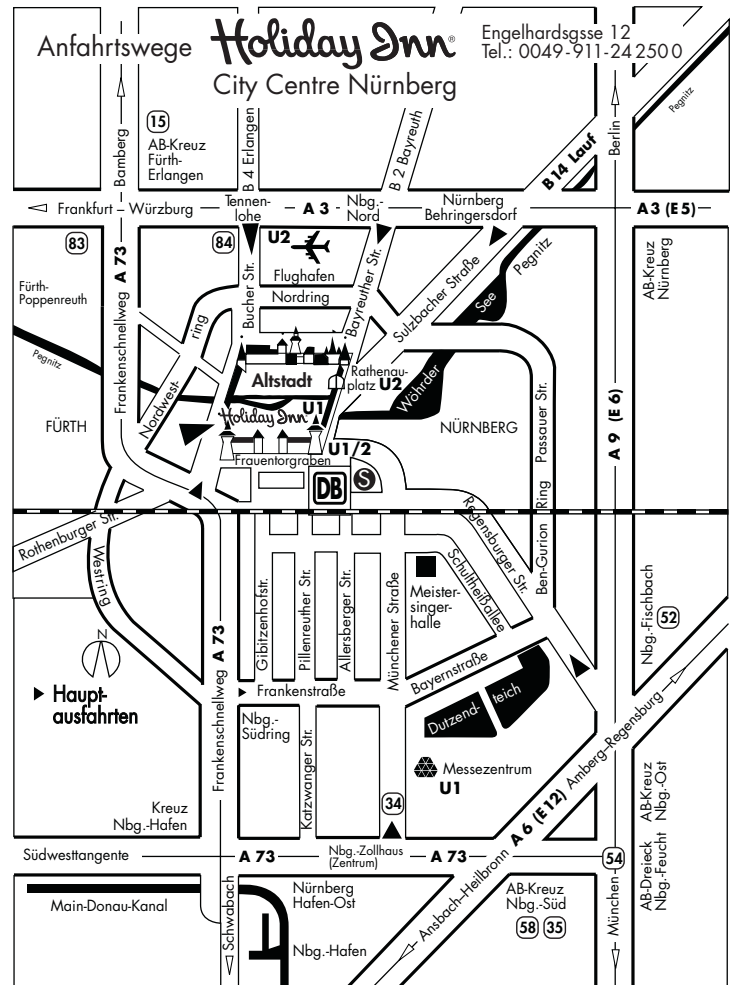 Anfahrtswege
Holiday Inn®
City Centre Nürnberg
Engelhardsgsse 12
Tel.: 0049-911-242500
15
AB-Kreuz
Fürth-
Erlangen
Bamberg
B 4 Erlangen
B 2 Bayreuth
B 14 Lauf
Berlin
Pegnitz
Frankfurt – Würzburg
Tennen-
lohe
A 3
Nbg.-
Nord
Nürnberg
Behringersdorf
A3 (E5)
83
84
U2
Flughafen
Nordring
Fürth-
Poppenreuth
Frankenschnellweg A 73
Bucher Str.
Bayreuther Str.
Sulzbacher Straße
Pegnitz
See
Wöhrder
AB-Kreuz
Nürnberg
Pegnitz
Nordwest-
ring
Altstadt
Rathenau-
platz U2
Holiday Inn®
U1
FÜRTH
NÜRNBERG
Passauer Str.
A 9 (E 6)
U1/2
Frauentorgraben
DB
S
Rothenburger Str.
Westring
Regensburger Str.
Ben-Gurion Ring
Schultheißallee
Gibitzenhofstr.
Pillenreuther Str.
Allersberger Str.
Münchener Straße
Meister-
singer-
halle
Nbg.-Fischbach
52
N
Haupt-
ausfahrten
Frankenschnellweg A 73
Frankenstraße
Bayernstraße
Dutzend-
teich
Nbg.-
Südring
Katzwanger Str.
Messezentrum
U1
Amberg–Regensburg
A 6 (E12)
Ansbach–Heilbronn
AB-Kreuz
Nbg.-Ost
Kreuz
Nbg.-Hafen
34
Südwesttangente
A 73
Nbg.-Zollhaus
(Zentrum)
A 73
54
AB-Dreieck
Nbg.-Feucht
Main-Donau-Kanal
Schwabach
Nürnberg
Hafen-Ost
Nbg.-Hafen
AB-Kreuz
Nbg.-Süd
58 35
München